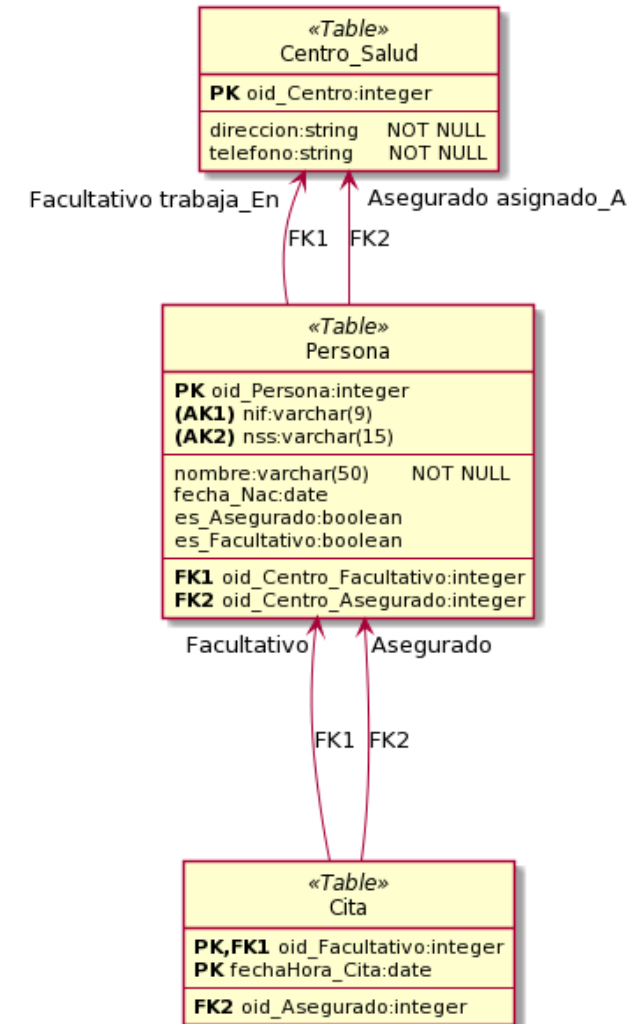 «Table»
Centro_Salud
PK oid_Centro:integer
direccion:string NOT NULL
telefono:string NOT NULL
Facultativo trabaja_En
Asegurado asignado_A
FK1
FK2
«Table»
Persona
PK oid_Persona:integer
(AK1) nif:varchar(9)
(AK2) nss:varchar(15)
nombre:varchar(50) NOT NULL
fecha_Nac:date
es_Asegurado:boolean
es_Facultativo:boolean
FK1 oid_Centro_Facultativo:integer
FK2 oid_Centro_Asegurado:integer
Facultativo
Asegurado
FK1
FK2
«Table»
Cita
PK,FK1 oid_Facultativo:integer
PK fechaHora_Cita:date
FK2 oid_Asegurado:integer